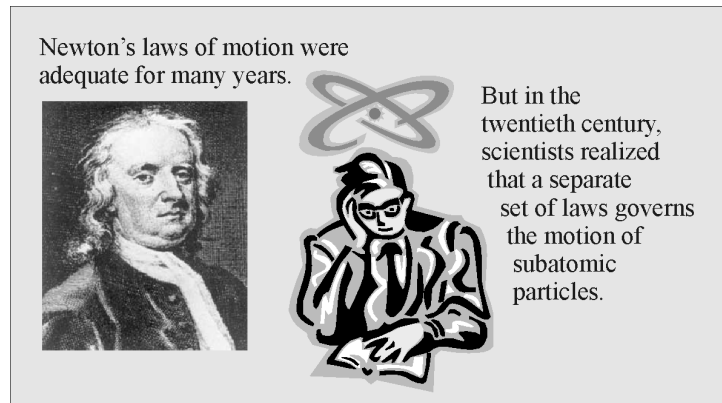 Newton’s laws of motion were
adequate for many years.
But in the
twentieth century,
scientists realized
that a separate
set of laws governs
the motion of
subatomic
particles.